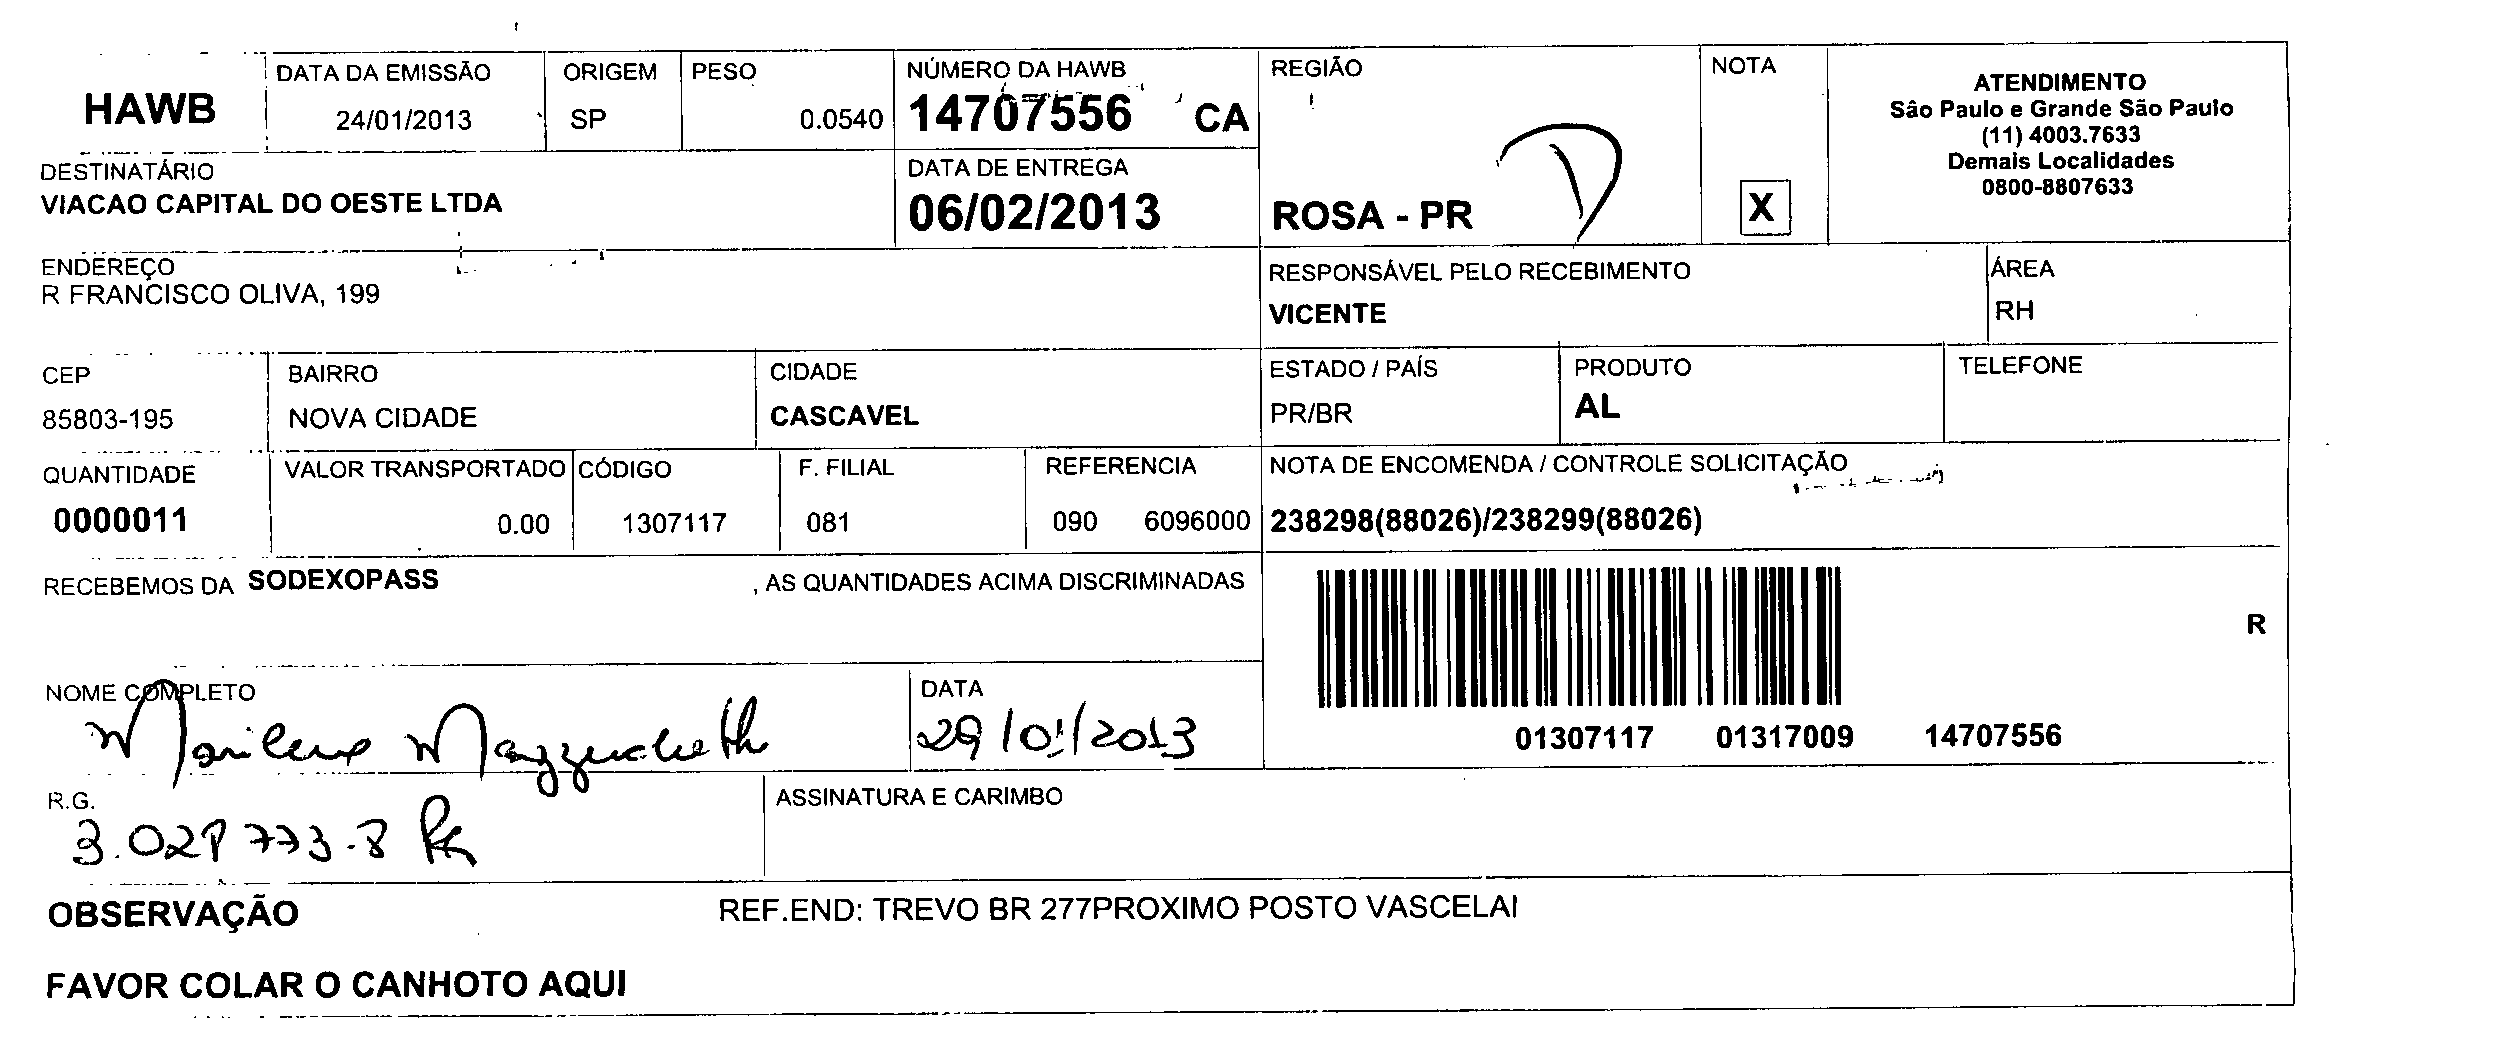 HAWB
DATA DA EMISSÃO
24/01/2013
ORIGEM
SP
PESO
0.0540
NÚMERO DA HAWB
14707556 CA
REGIÃO
ROSA - PR
NOTA
X
ATENDIMENTO
São Paulo e Grande São Paulo
(11) 4003.7633
Demais Localidades
0800-8807633
DESTINATÁRIO
VIACAO CAPITAL DO OESTE LTDA
DATA DE ENTREGA
06/02/2013
ENDEREÇO
R FRANCISCO OLIVA, 199
RESPONSÁVEL PELO RECEBIMENTO
VICENTE
ÁREA
RH
CEP
85803-195
BAIRRO
NOVA CIDADE
CIDADE
CASCAVEL
ESTADO / PAÍS
PR/BR
PRODUTO
AL
TELEFONE
QUANTIDADE
0000011
VALOR TRANSPORTADO
0.00
CÓDIGO
1307117
F. FILIAL
081
REFERENCIA
090 6096000
NOTA DE ENCOMENDA / CONTROLE SOLICITAÇÃO
238298(88026)/238299(88026)
RECEBEMOS DA SODEXOPASS , AS QUANTIDADES ACIMA DISCRIMINADAS
R
01307117 01317009 14707556
NOME COMPLETO
Marilene
DATA
29/01/2013
R.G.
3.028 773-8 PR
ASSINATURA E CARIMBO
OBSERVAÇÃO
REF.END: TREVO BR 277PROXIMO POSTO VASCELAI
FAVOR COLAR O CANHOTO AQUI